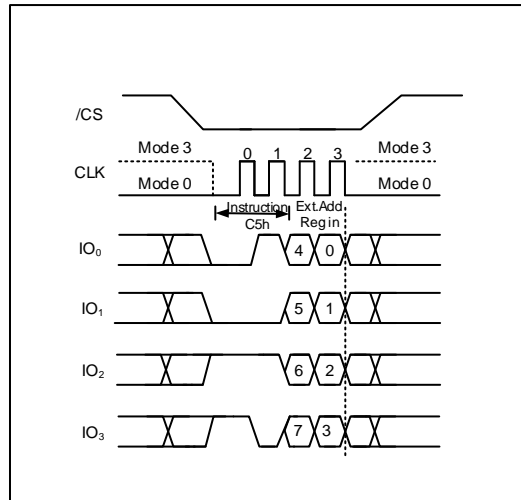 /CS
Mode 3 0 1 2 3 Mode 3
CLK
Mode 0 Mode 0
Instruction Ext.Add
C5h Reg in
IO₀ 4 0
IO₁ 5 1
IO₂ 6 2
IO₃ 7 3